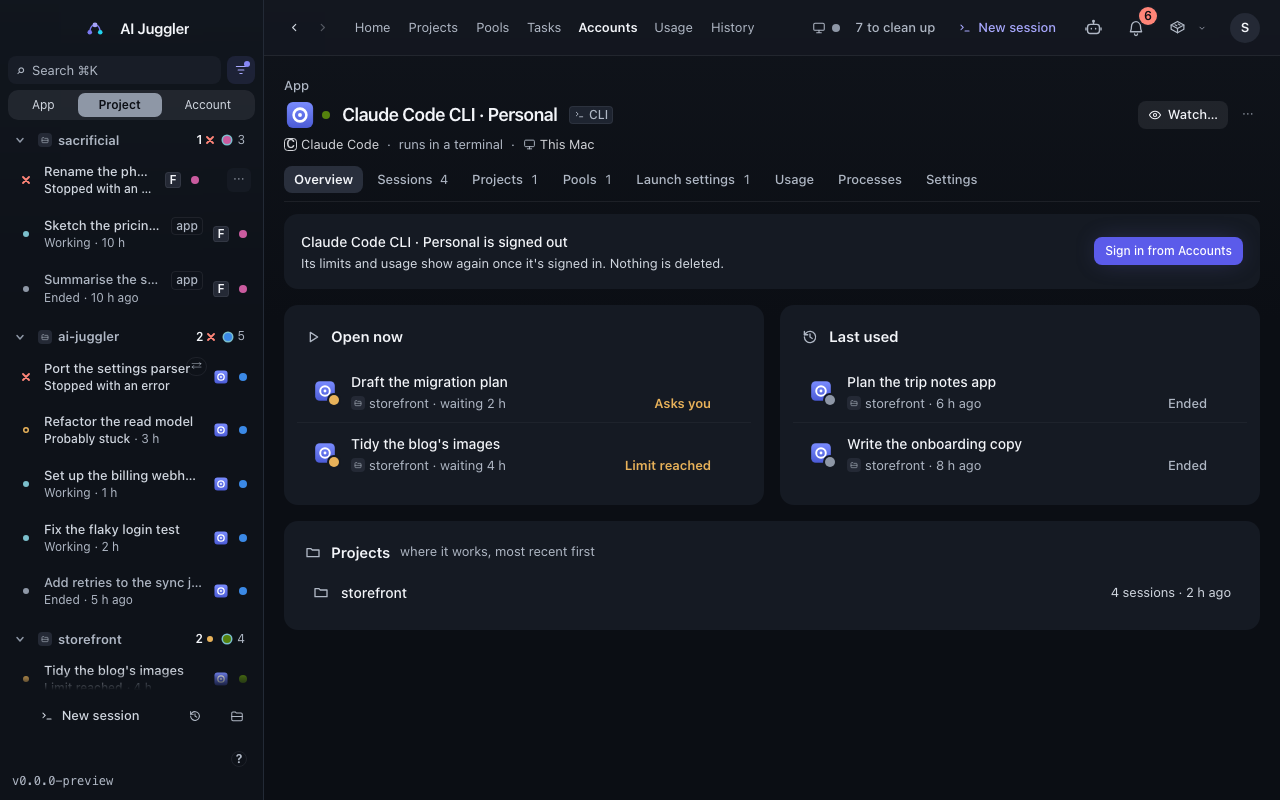 AI Juggler
Search ⌘K
App Project Account
sacrificial 1 3
Rename the ph... F
Stopped with an ...
Sketch the pricin... app F
Working · 10 h
Summarise the s... app F
Ended · 10 h ago
ai-juggler 2 5
Port the settings parser
Stopped with an error
Refactor the read model
Probably stuck · 3 h
Set up the billing webh...
Working · 1 h
Fix the flaky login test
Working · 2 h
Add retries to the sync j...
Ended · 5 h ago
storefront 2 4
Tidy the blog's images
Limit reached · 4 h
New session
?
v0.0.0-preview
Home Projects Pools Tasks Accounts Usage History 7 to clean up New session 6 S
App
Claude Code CLI · Personal CLI Watch... ...
Claude Code · runs in a terminal · This Mac
Overview Sessions 4 Projects 1 Pools 1 Launch settings 1 Usage Processes Settings
Claude Code CLI · Personal is signed out
Its limits and usage show again once it's signed in. Nothing is deleted.
Sign in from Accounts
Open now
Draft the migration plan
storefront · waiting 2 h Asks you
Tidy the blog's images
storefront · waiting 4 h Limit reached
Last used
Plan the trip notes app
storefront · 6 h ago Ended
Write the onboarding copy
storefront · 8 h ago Ended
Projects where it works, most recent first
storefront 4 sessions · 2 h ago